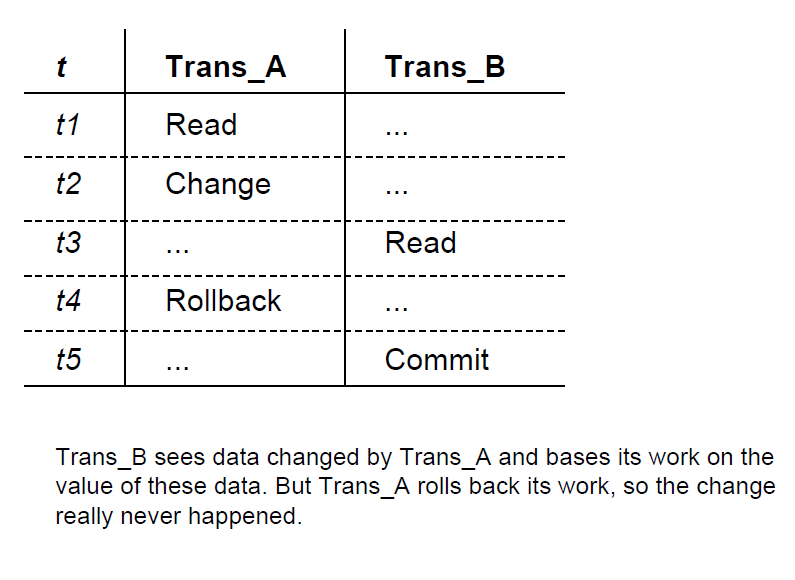 t Trans_A Trans_B
t1 Read ...
t2 Change ...
t3 ... Read
t4 Rollback ...
t5 ... Commit
Trans_B sees data changed by Trans_A and bases its work on the
value of these data. But Trans_A rolls back its work, so the change
really never happened.